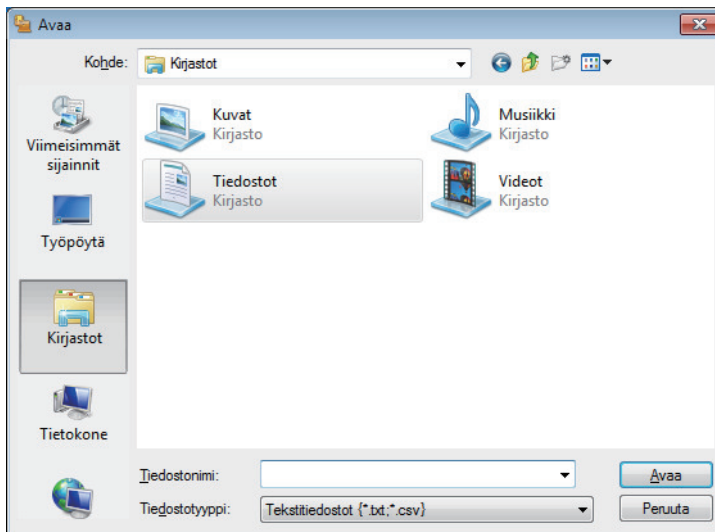 Avaa
Kohde:
Kirjastot
Viimeisimmät
sijainnit
Työpöytä
Kirjastot
Tietokone
Kuvat
Kirjasto
Musiikki
Kirjasto
Tiedostot
Kirjasto
Videot
Kirjasto
Tiedostonimi:
Avaa
Tiedostotyyppi:
Tekstitiedostot {*.txt;*.csv}
Peruuta